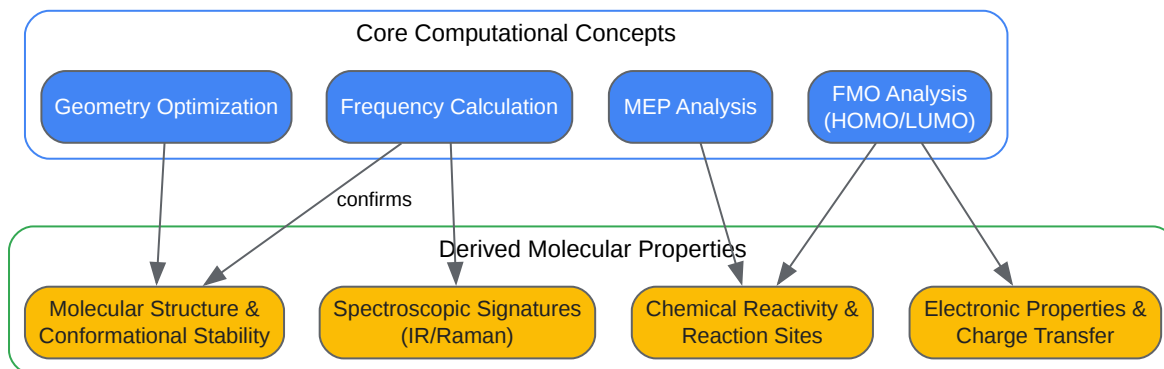 Core Computational Concepts
Geometry Optimization
Frequency Calculation
MEP Analysis
FMO Analysis
(HOMO/LUMO)
confirms
Derived Molecular Properties
Molecular Structure &
Conformational Stability
Spectroscopic Signatures
(IR/Raman)
Chemical Reactivity &
Reaction Sites
Electronic Properties &
Charge Transfer